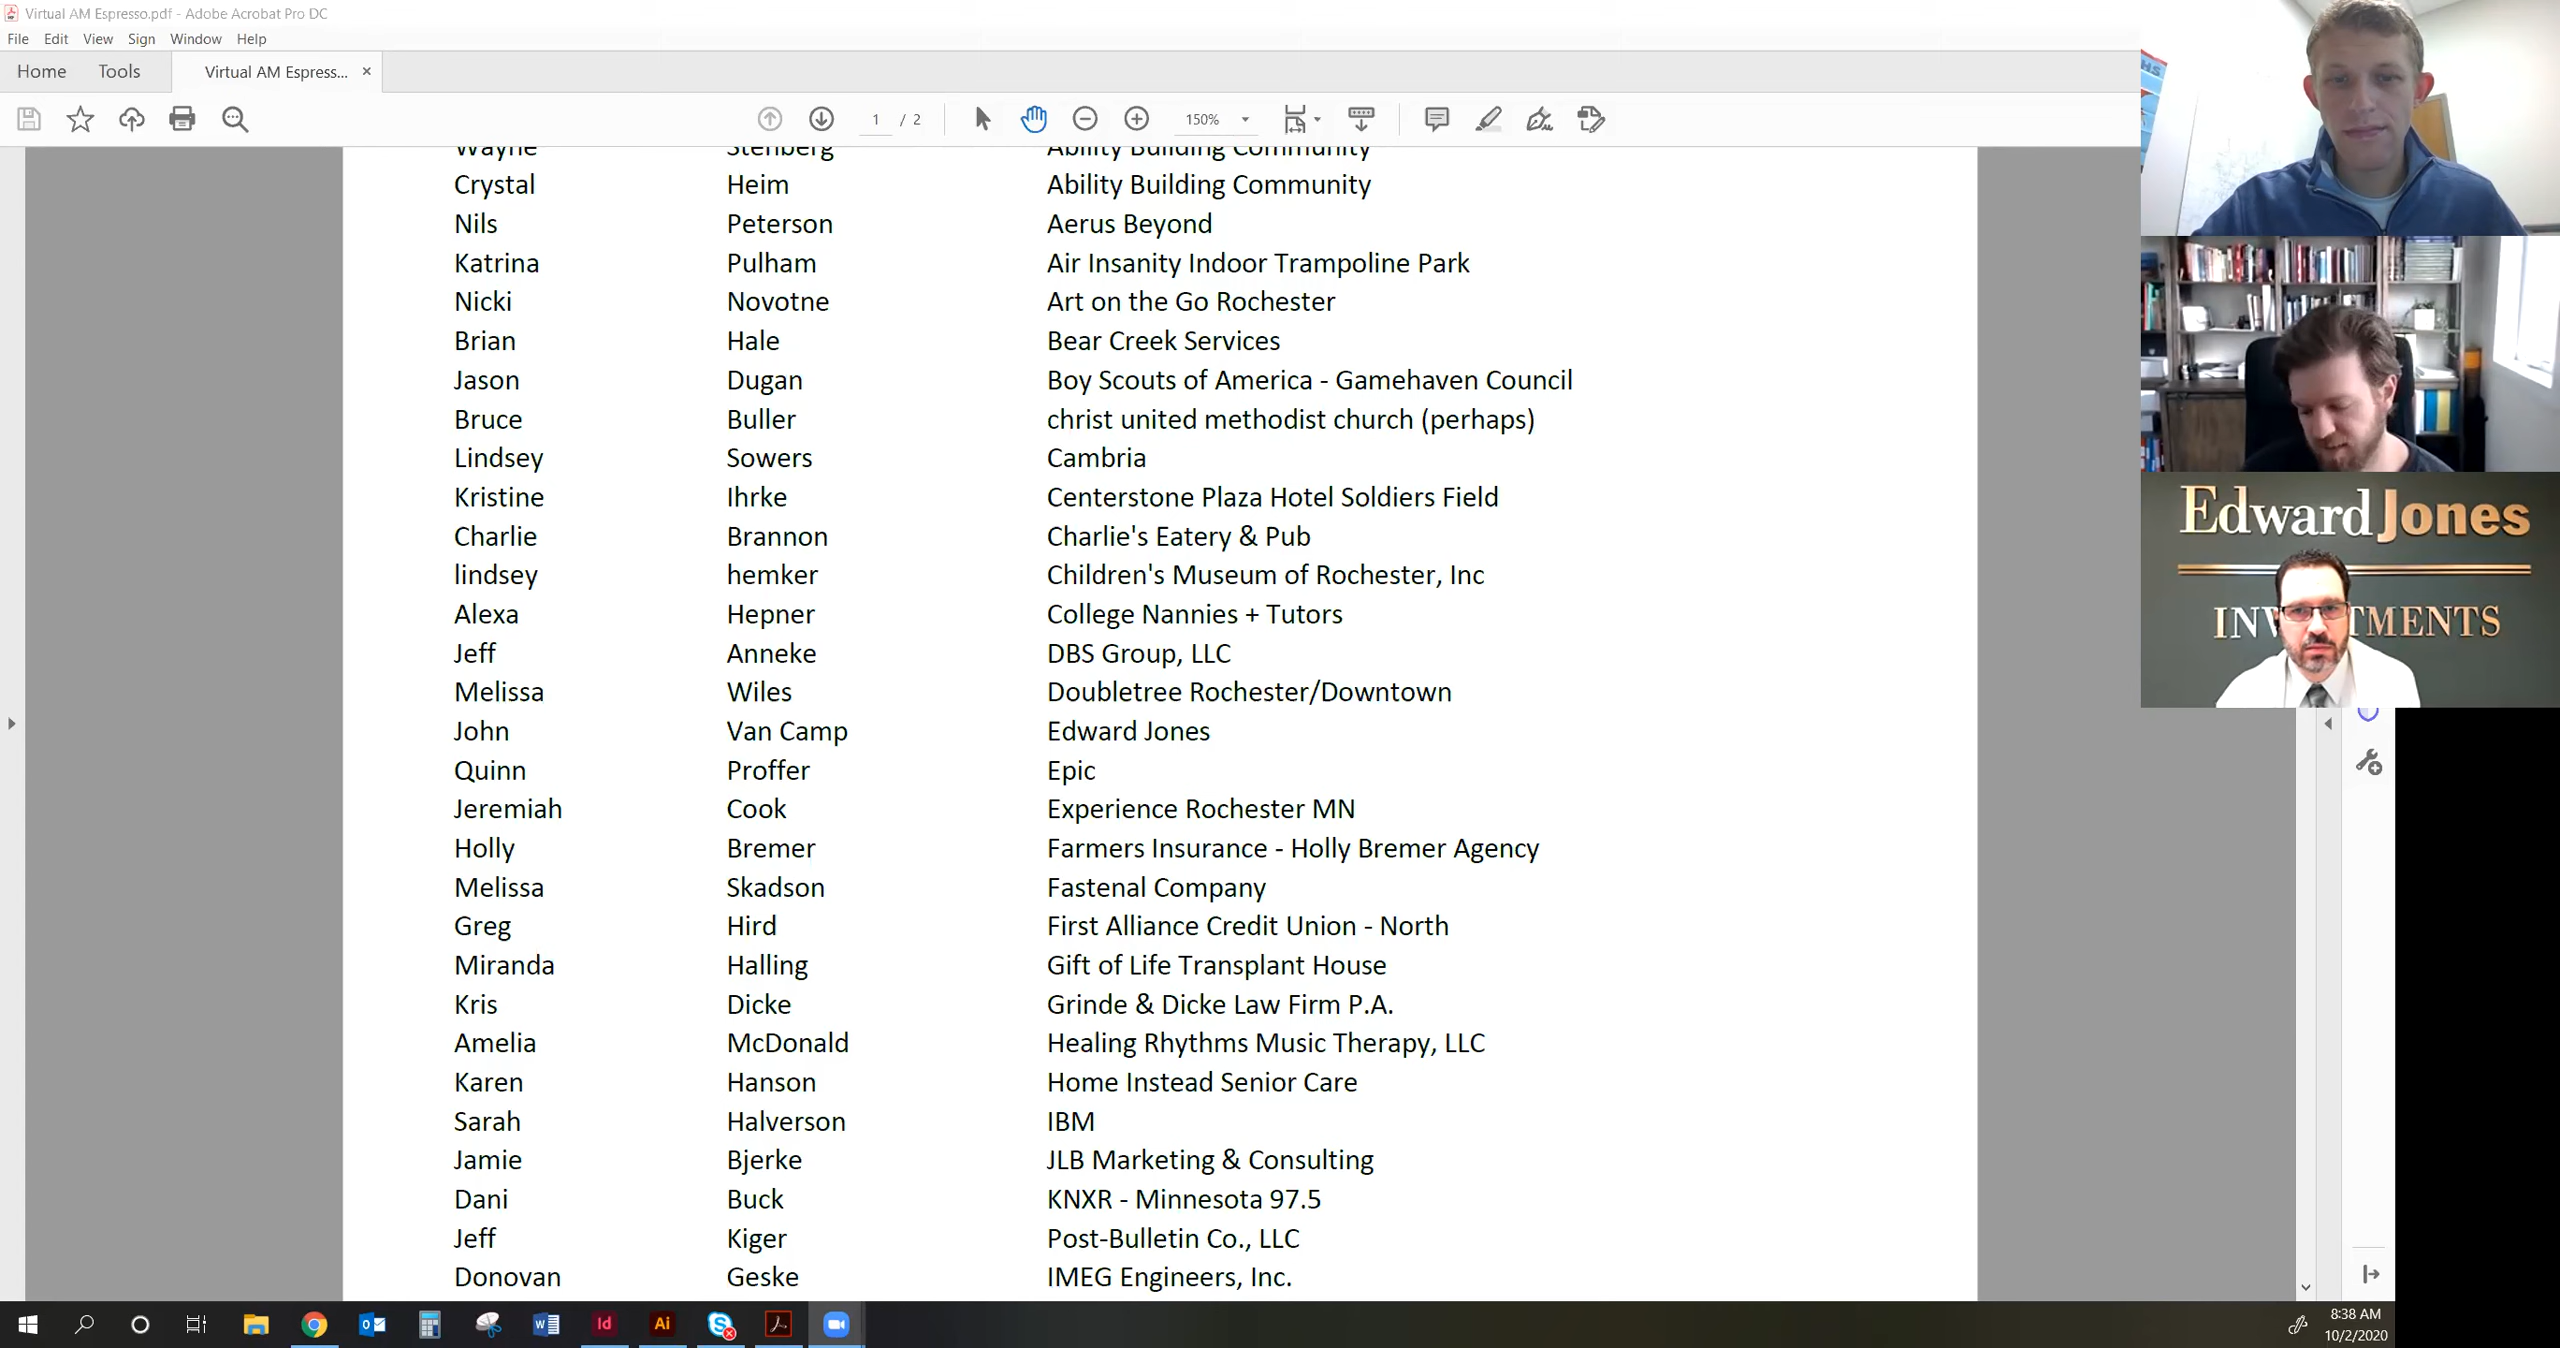 Virtual AM Espresso.pdf - Adobe Acrobat Pro DC
File Edit View Sign Window Help
Home Tools Virtual AM Espress... ×
1 / 2 150%
Wayne Stenberg Ability Building Community
Crystal Heim Ability Building Community
Nils Peterson Aerus Beyond
Katrina Pulham Air Insanity Indoor Trampoline Park
Nicki Novotne Art on the Go Rochester
Brian Hale Bear Creek Services
Jason Dugan Boy Scouts of America - Gamehaven Council
Bruce Buller christ united methodist church (perhaps)
Lindsey Sowers Cambria
Kristine Ihrke Centerstone Plaza Hotel Soldiers Field
Charlie Brannon Charlie's Eatery & Pub
lindsey hemker Children's Museum of Rochester, Inc
Alexa Hepner College Nannies + Tutors
Jeff Anneke DBS Group, LLC
Melissa Wiles Doubletree Rochester/Downtown
John Van Camp Edward Jones
Quinn Proffer Epic
Jeremiah Cook Experience Rochester MN
Holly Bremer Farmers Insurance - Holly Bremer Agency
Melissa Skadson Fastenal Company
Greg Hird First Alliance Credit Union - North
Miranda Halling Gift of Life Transplant House
Kris Dicke Grinde & Dicke Law Firm P.A.
Amelia McDonald Healing Rhythms Music Therapy, LLC
Karen Hanson Home Instead Senior Care
Sarah Halverson IBM
Jamie Bjerke JLB Marketing & Consulting
Dani Buck KNXR - Minnesota 97.5
Jeff Kiger Post-Bulletin Co., LLC
Donovan Geske IMEG Engineers, Inc.
HS
Edward Jones
INV TMENTS
Id Ai
8:38 AM
10/2/2020